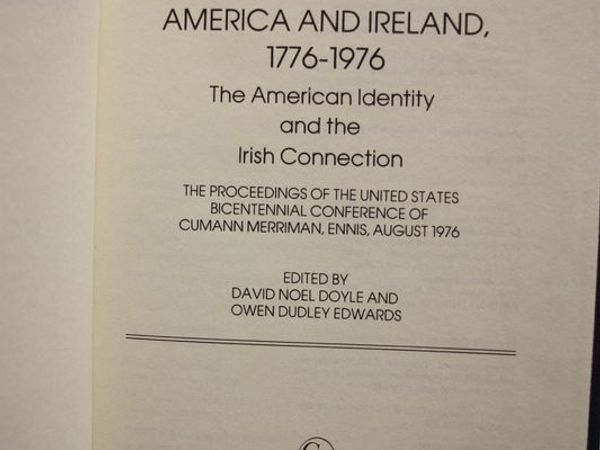 AMERICA AND IRELAND,
1776-1976
The American Identity
and the
Irish Connection
THE PROCEEDINGS OF THE UNITED STATES
BICENTENNIAL CONFERENCE OF
CUMANN MERRIMAN, ENNIS, AUGUST 1976
EDITED BY
DAVID NOEL DOYLE AND
OWEN DUDLEY EDWARDS